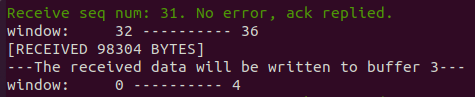 Receive seq num: 31. No error, ack replied.
window:     32 ---------- 36
[RECEIVED 98304 BYTES]
---The received data will be written to buffer 3---
window:     0 ---------- 4